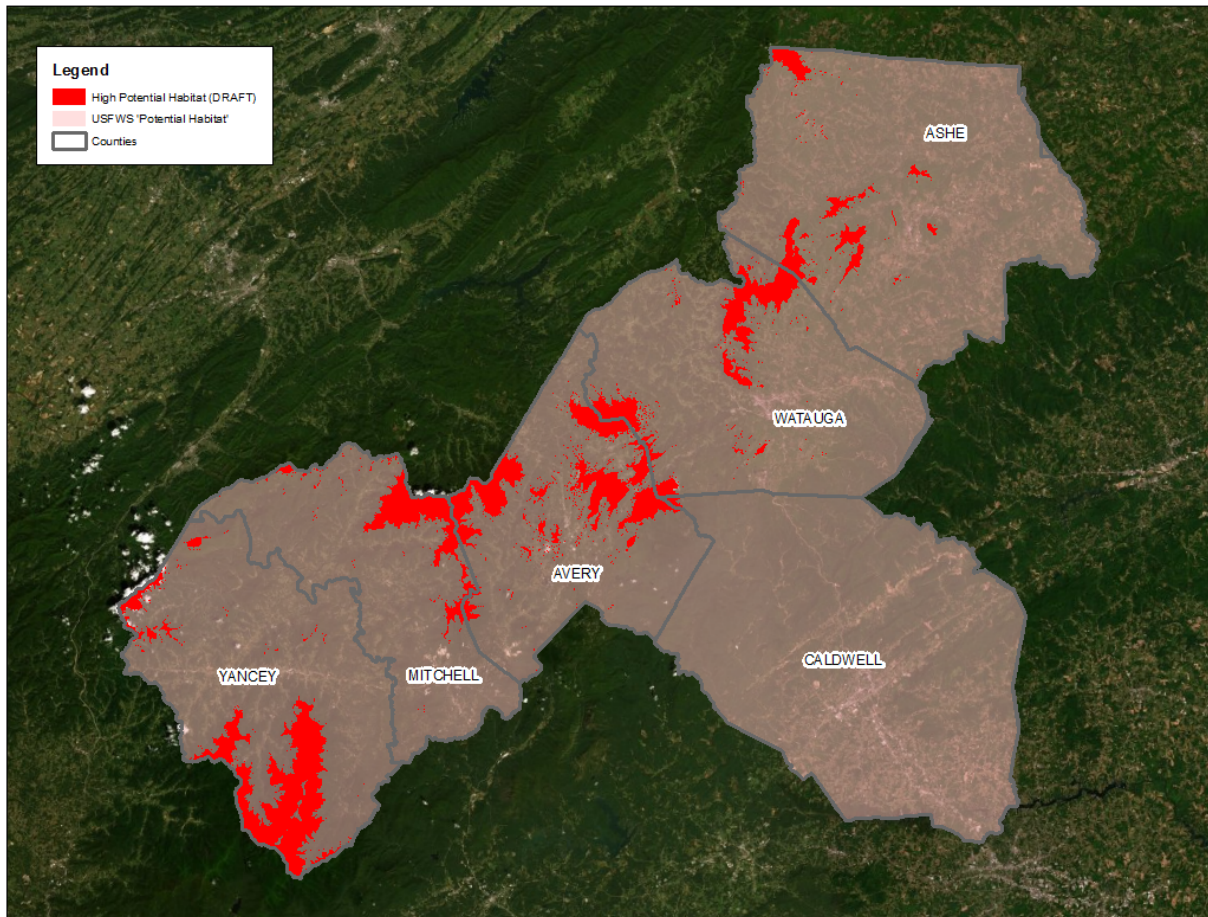 Legend
High Potential Habitat (DRAFT)
USFWS 'Potential Habitat'
Counties
ASHE
WATAUGA
AVERY
CALDWELL
YANCEY
MITCHELL